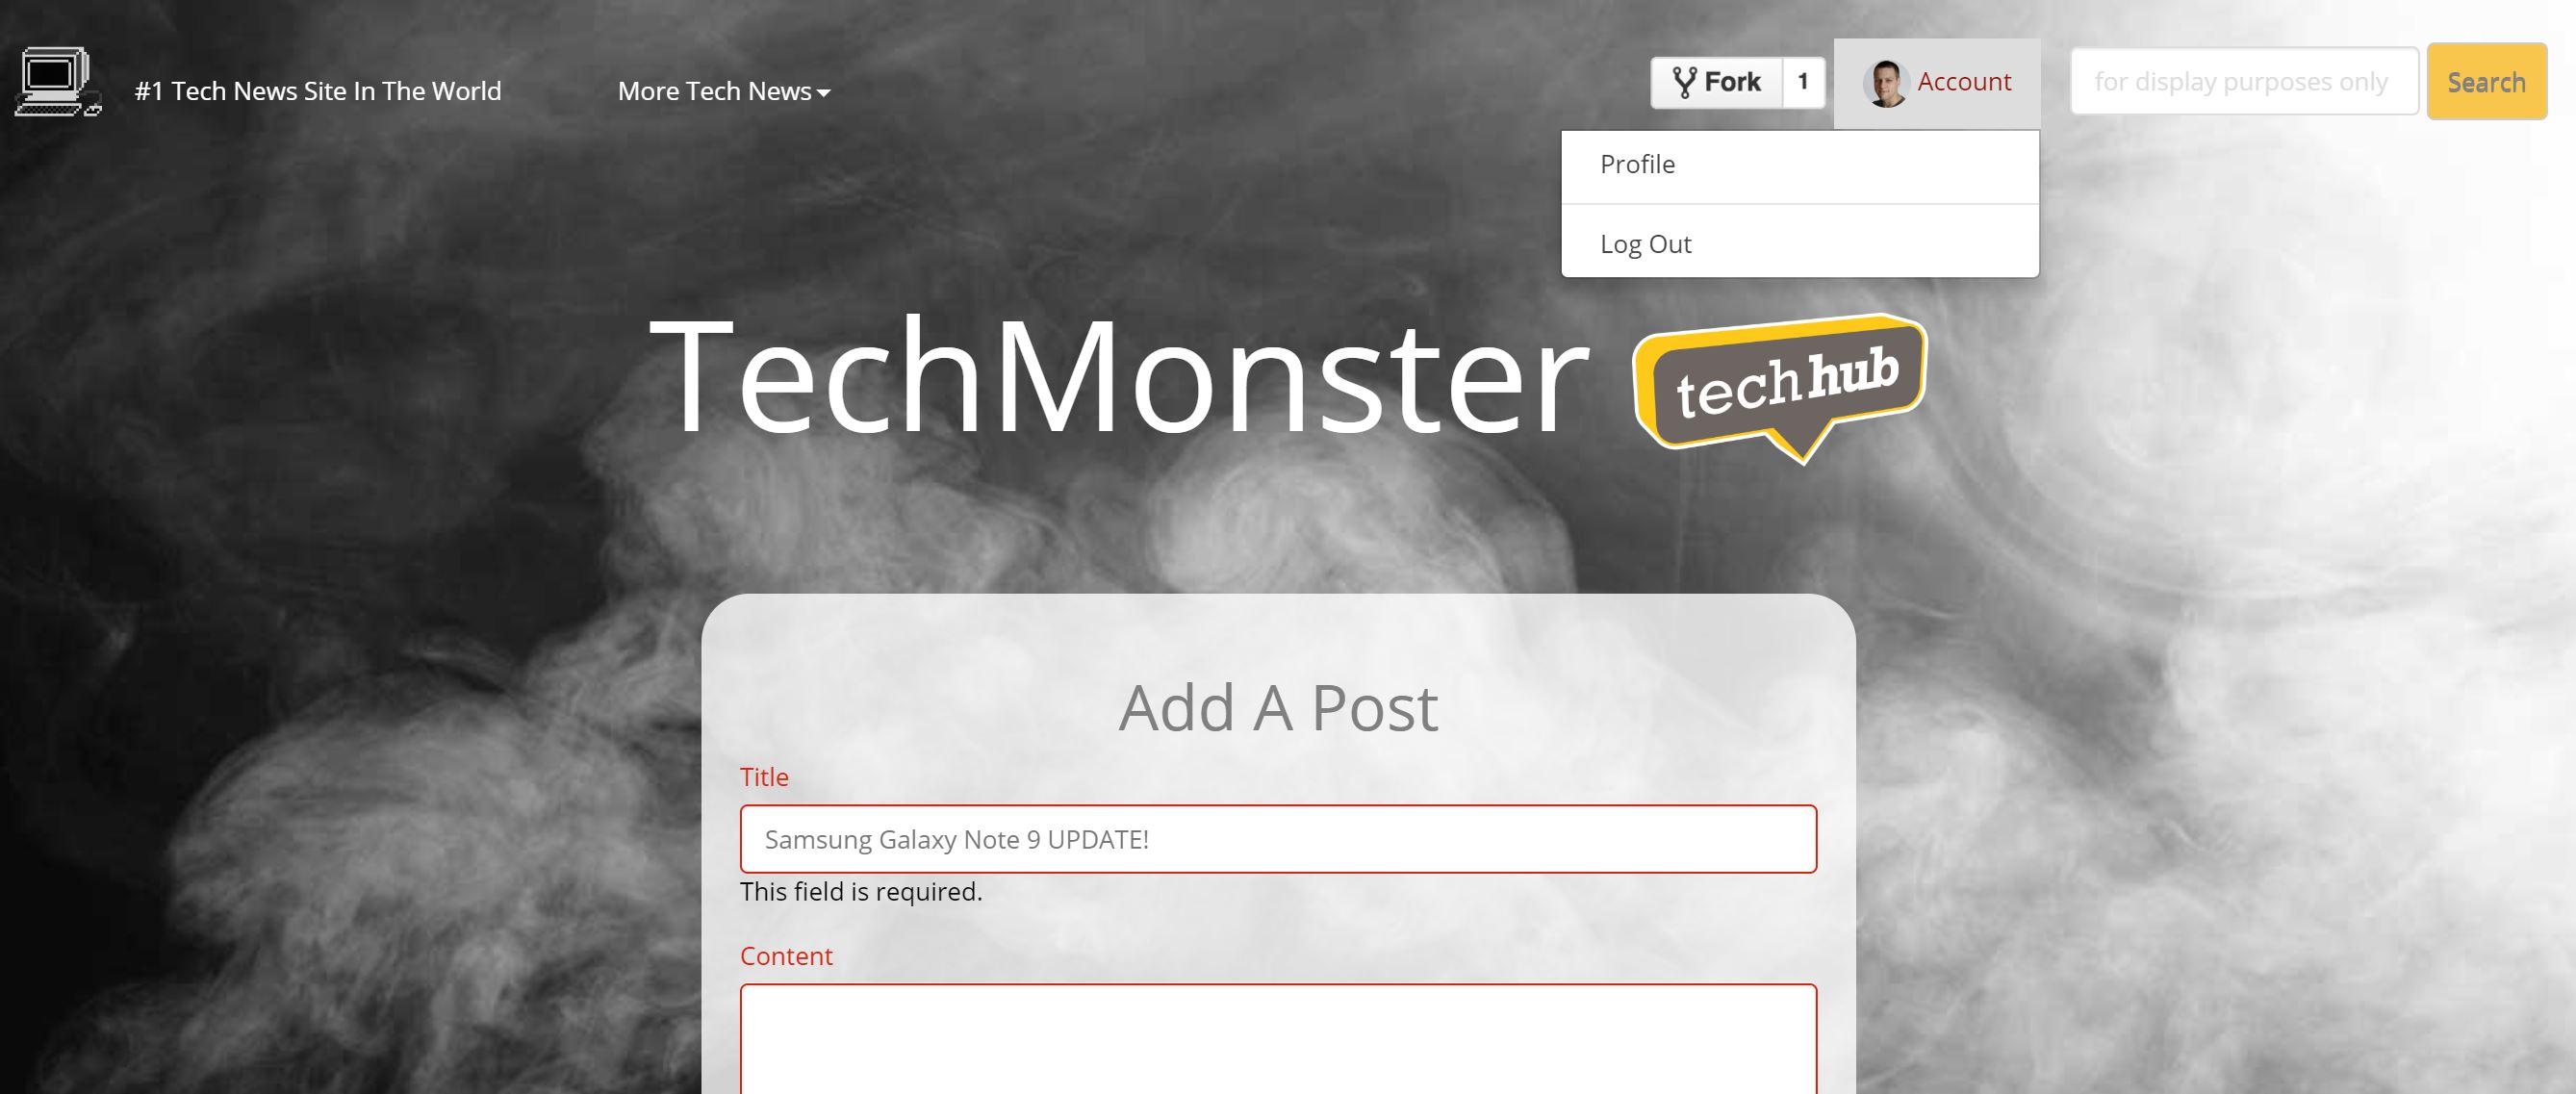 #1 Tech News Site In The World
More Tech News
Fork
1
Account
for display purposes only
Search
Profile
Log Out
TechMonster
techhub
Add A Post
Title
Samsung Galaxy Note 9 UPDATE!
This field is required.
Content